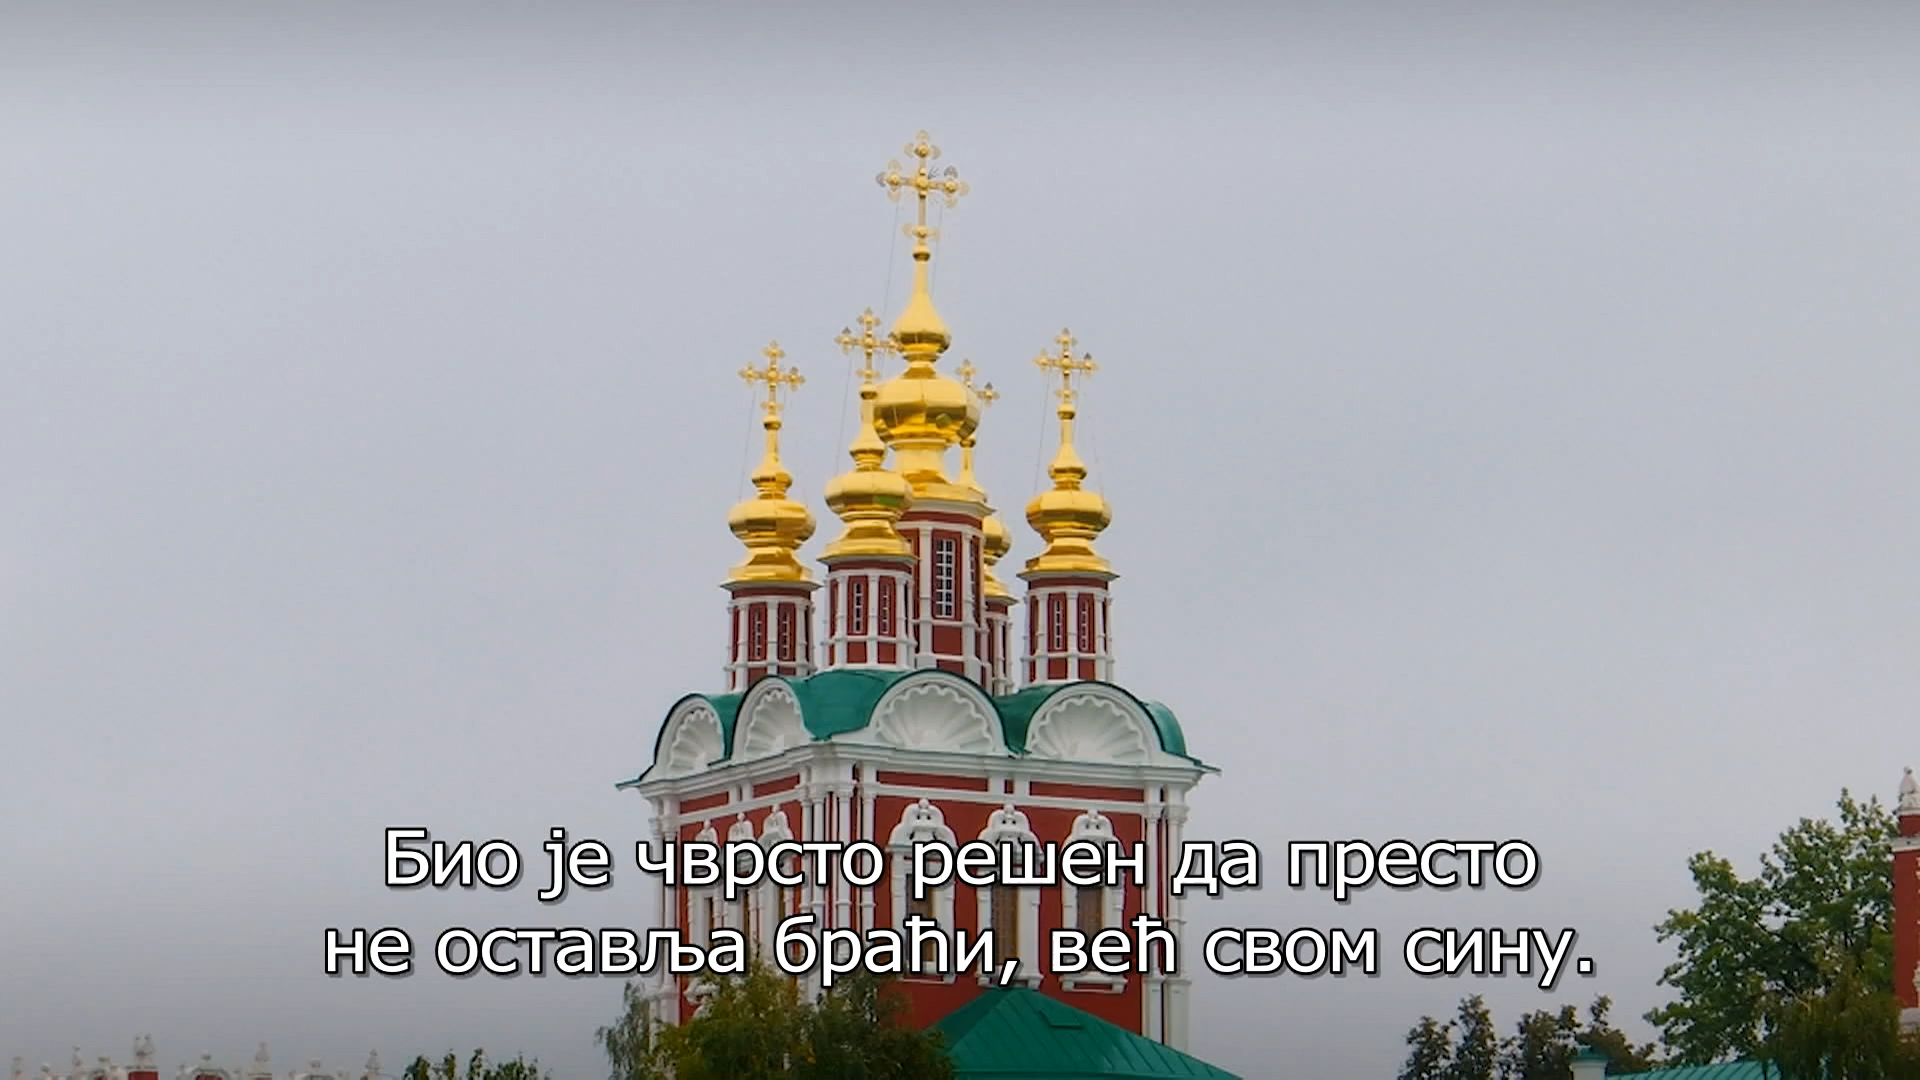 Био је чврсто решен да престо
не оставља браћи, већ свом сину.